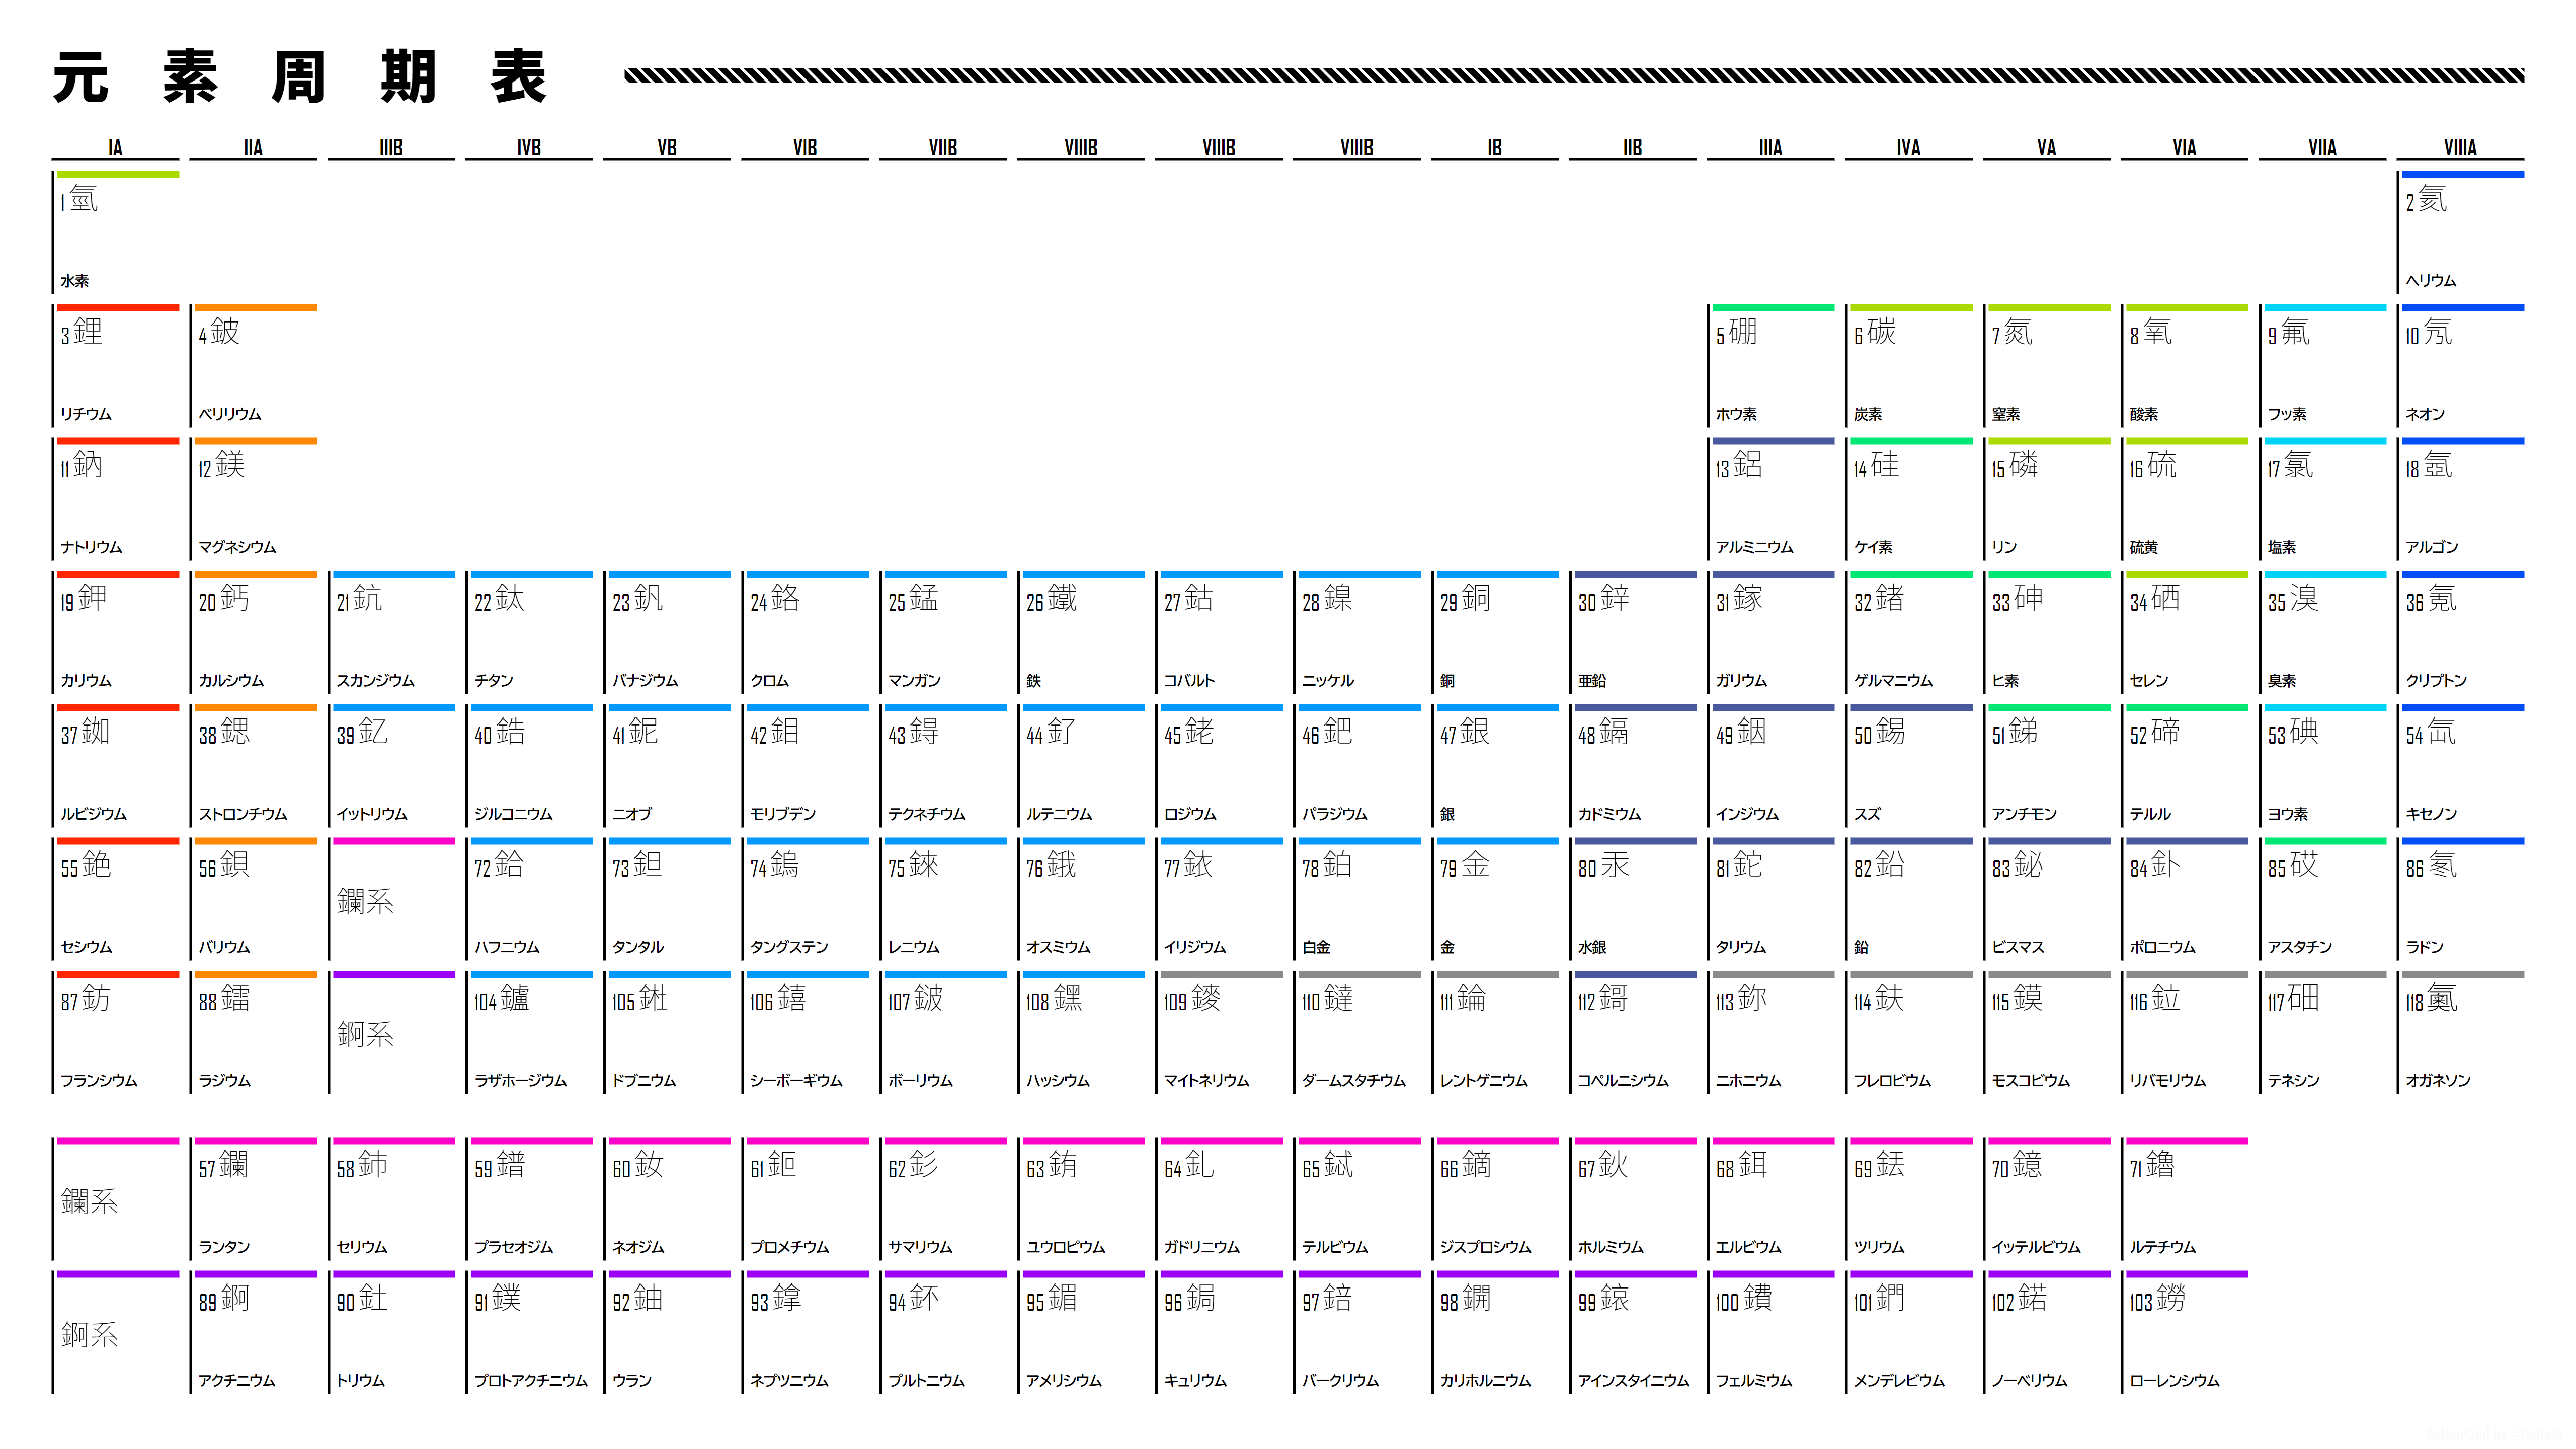 元素周期表
IA IIA IIIB IVB VB VIB VIIB VIIIB VIIIB VIIIB IB IIB IIIA IVA VA VIA VIIA VIIIA
1 氫 2 氦
水素 ヘリウム
3 鋰 4 鈹 5 硼 6 碳 7 氮 8 氧 9 氟 10 氖
リチウム ベリリウム ホウ素 炭素 窒素 酸素 フッ素 ネオン
11 鈉 12 鎂 13 鋁 14 硅 15 磷 16 硫 17 氯 18 氬
ナトリウム マグネシウム アルミニウム ケイ素 リン 硫黄 塩素 アルゴン
19 鉀 20 鈣 21 鈧 22 鈦 23 釩 24 鉻 25 錳 26 鐵 27 鈷 28 鎳 29 銅 30 鋅 31 鎵 32 鍺 33 砷 34 硒 35 溴 36 氪
カリウム カルシウム スカンジウム チタン バナジウム クロム マンガン 鉄 コバルト ニッケル 銅 亜鉛 ガリウム ゲルマニウム ヒ素 セレン 臭素 クリプトン
37 銣 38 鍶 39 釔 40 鋯 41 鈮 42 鉬 43 鍀 44 釕 45 銠 46 鈀 47 銀 48 鎘 49 銦 50 錫 51 銻 52 碲 53 碘 54 氙
ルビジウム ストロンチウム イットリウム ジルコニウム ニオブ モリブデン テクネチウム ルテニウム ロジウム パラジウム 銀 カドミウム インジウム スズ アンチモン テルル ヨウ素 キセノン
55 銫 56 鋇 鑭系 72 鉿 73 鉭 74 鎢 75 錸 76 鋨 77 銥 78 鉑 79 金 80 汞 81 鉈 82 鉛 83 鉍 84 釙 85 砹 86 氡
セシウム バリウム ハフニウム タンタル タングステン レニウム オスミウム イリジウム 白金 金 水銀 タリウム 鉛 ビスマス ポロニウム アスタチン ラドン
87 鈁 88 鐳 錒系 104 鑪 105 𨧀 106 𨭎 107 𨨏 108 𨭆 109 䥑 110 鐽 111 錀 112 鎶 113 鉨 114 鈇 115 鏌 116 鉝 117 鿬 118 鿫
フランシウム ラジウム ラザホージウム ドブニウム シーボーギウム ボーリウム ハッシウム マイトネリウム ダームスタチウム レントゲニウム コペルニシウム ニホニウム フレロビウム モスコビウム リバモリウム テネシン オガネソン
鑭系 57 鑭 58 鈰 59 鐠 60 釹 61 鉕 62 釤 63 銪 64 釓 65 鋱 66 鏑 67 鈥 68 鉺 69 銩 70 鐿 71 鑥
ランタン セリウム プラセオジム ネオジム プロメチウム サマリウム ユウロピウム ガドリニウム テルビウム ジスプロシウム ホルミウム エルビウム ツリウム イッテルビウム ルテチウム
錒系 89 錒 90 釷 91 鏷 92 鈾 93 鎿 94 鈈 95 鎇 96 鋦 97 錇 98 鐦 99 鎄 100 鐨 101 鍆 102 鍩 103 鐒
アクチニウム トリウム プロトアクチニウム ウラン ネプツニウム プルトニウム アメリシウム キュリウム バークリウム カリホルニウム アインスタイニウム フェルミウム メンデレビウム ノーベリウム ローレンシウム